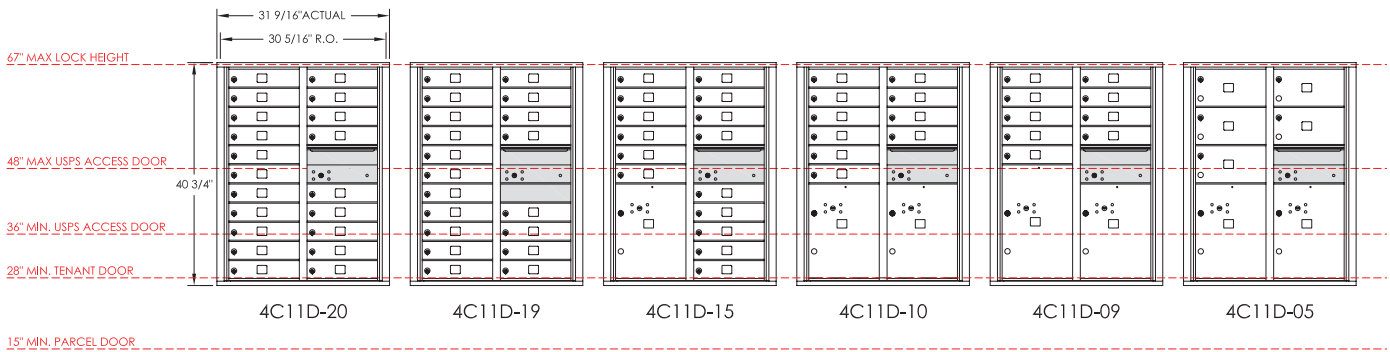 31 9/16"ACTUAL
30 5/16" R.O.
67" MAX LOCK HEIGHT
48" MAX USPS ACCESS DOOR
40 3/4"
36" MIN. USPS ACCESS DOOR
28" MIN. TENANT DOOR
4C11D-20 4C11D-19 4C11D-15 4C11D-10 4C11D-09 4C11D-05
15" MIN. PARCEL DOOR